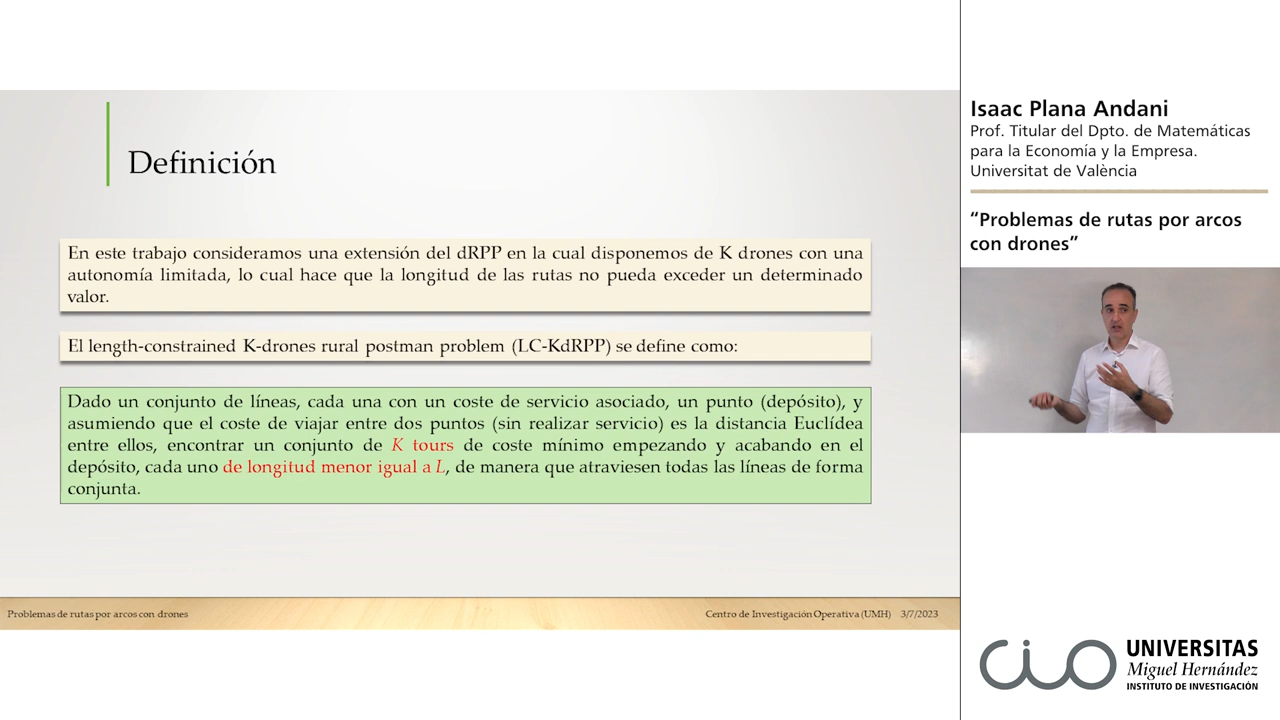 Definición
En este trabajo consideramos una extensión del dRPP en la cual disponemos de K drones con una
autonomía limitada, lo cual hace que la longitud de las rutas no pueda exceder un determinado
valor.
El length-constrained K-drones rural postman problem (LC-KdRPP) se define como:
Dado un conjunto de líneas, cada una con un coste de servicio asociado, un punto (depósito), y
asumiendo que el coste de viajar entre dos puntos (sin realizar servicio) es la distancia Euclídea
entre ellos, encontrar un conjunto de K tours de coste mínimo empezando y acabando en el
depósito, cada uno de longitud menor igual a L, de manera que atraviesen todas las líneas de forma
conjunta.
Problemas de rutas por arcos con drones
Centro de Investigación Operativa (UMH) 3/7/2023
Isaac Plana Andani
Prof. Titular del Dpto. de Matemáticas
para la Economía y la Empresa.
Universitat de València
“Problemas de rutas por arcos
con drones”
cio
UNIVERSITAS
Miguel Hernández
INSTITUTO DE INVESTIGACIÓN